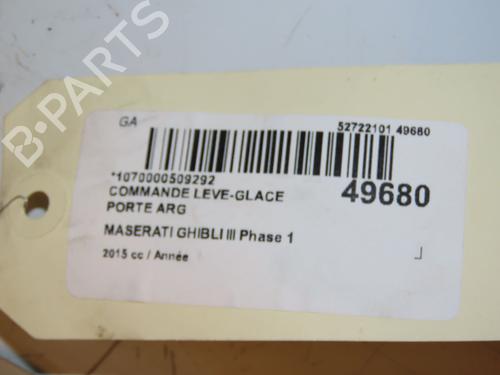 B-PARTS
GA
52722101 49680
*1070000509292
49680
COMMANDE LEVE-GLACE
PORTE ARG
MASERATI GHIBLI III Phase 1
2015 cc / Année